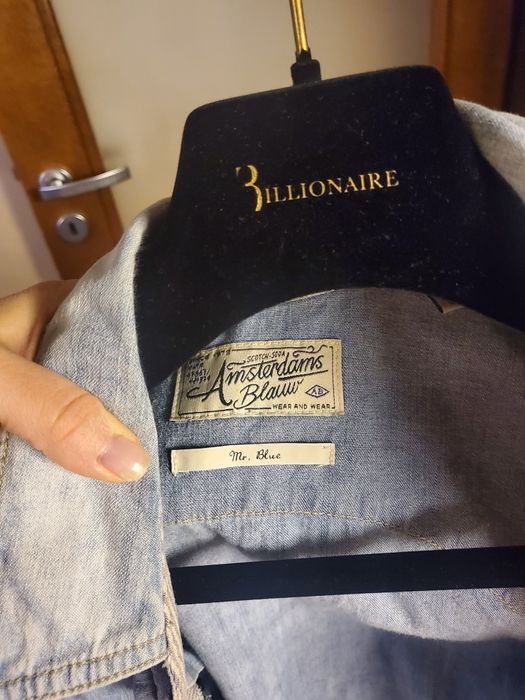 BILLIONAIRE
SCOTCH & SODA
Amsterdams
Blauw
AB
WEAR AND WEAR
Mr. Blue